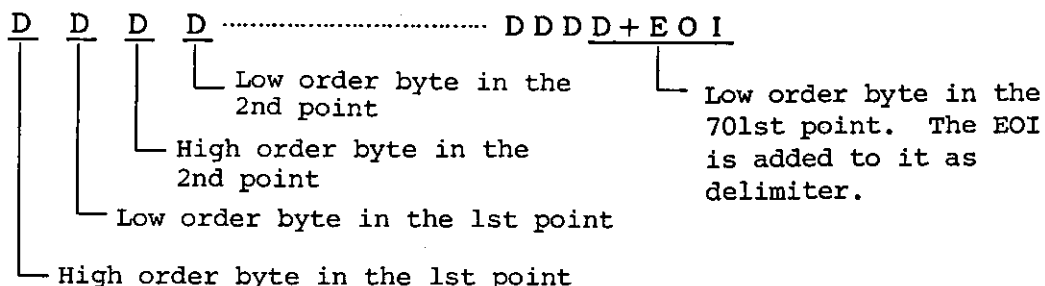 D D D D ································ D D D D + E O I
Low order byte in the
2nd point
High order byte in the
2nd point
Low order byte in the 1st point
High order byte in the 1st point
Low order byte in the
701st point. The EOI
is added to it as
delimiter.